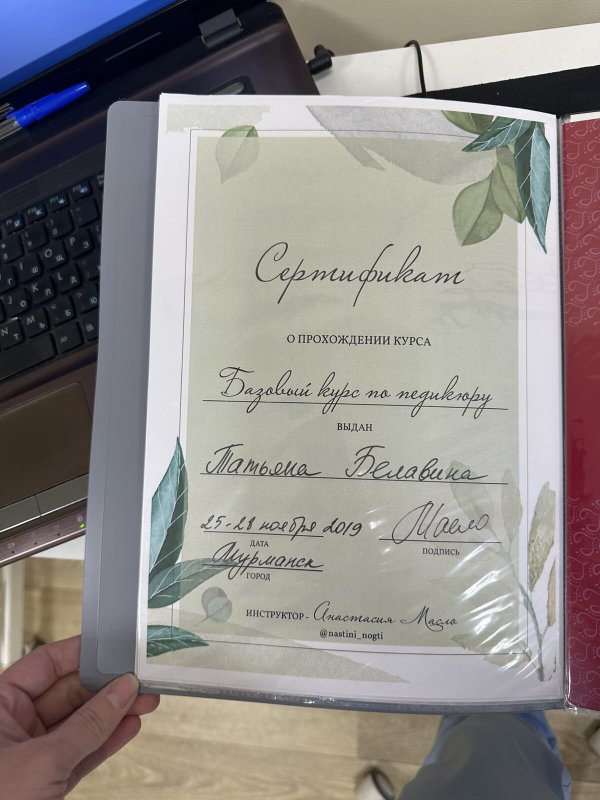 Сертификат
О ПРОХОЖДЕНИИ КУРСА
Базовый курс по педикюру
ВЫДАН
Татьяна Белавина
25-28 ноября 2019 Масло
ДАТА ПОДПИСЬ
Мурманск
ГОРОД
ИНСТРУКТОР - Анастасия Масло
@nastini_nogti